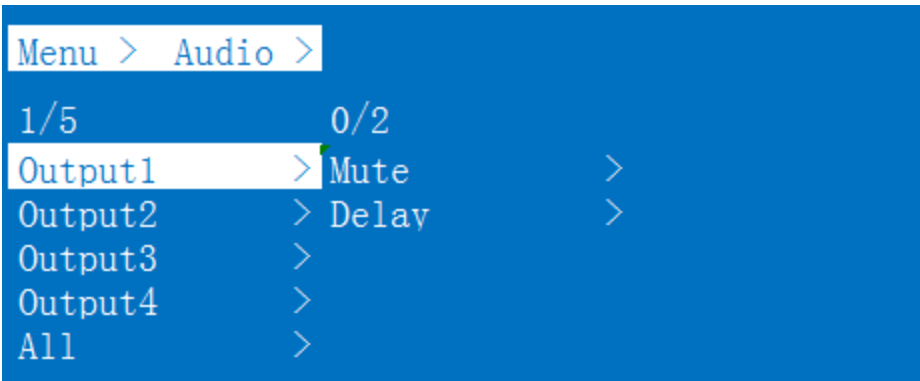 Menu > Audio >
1/5 0/2
Output1 > Mute >
Output2 > Delay >
Output3 >
Output4 >
All >